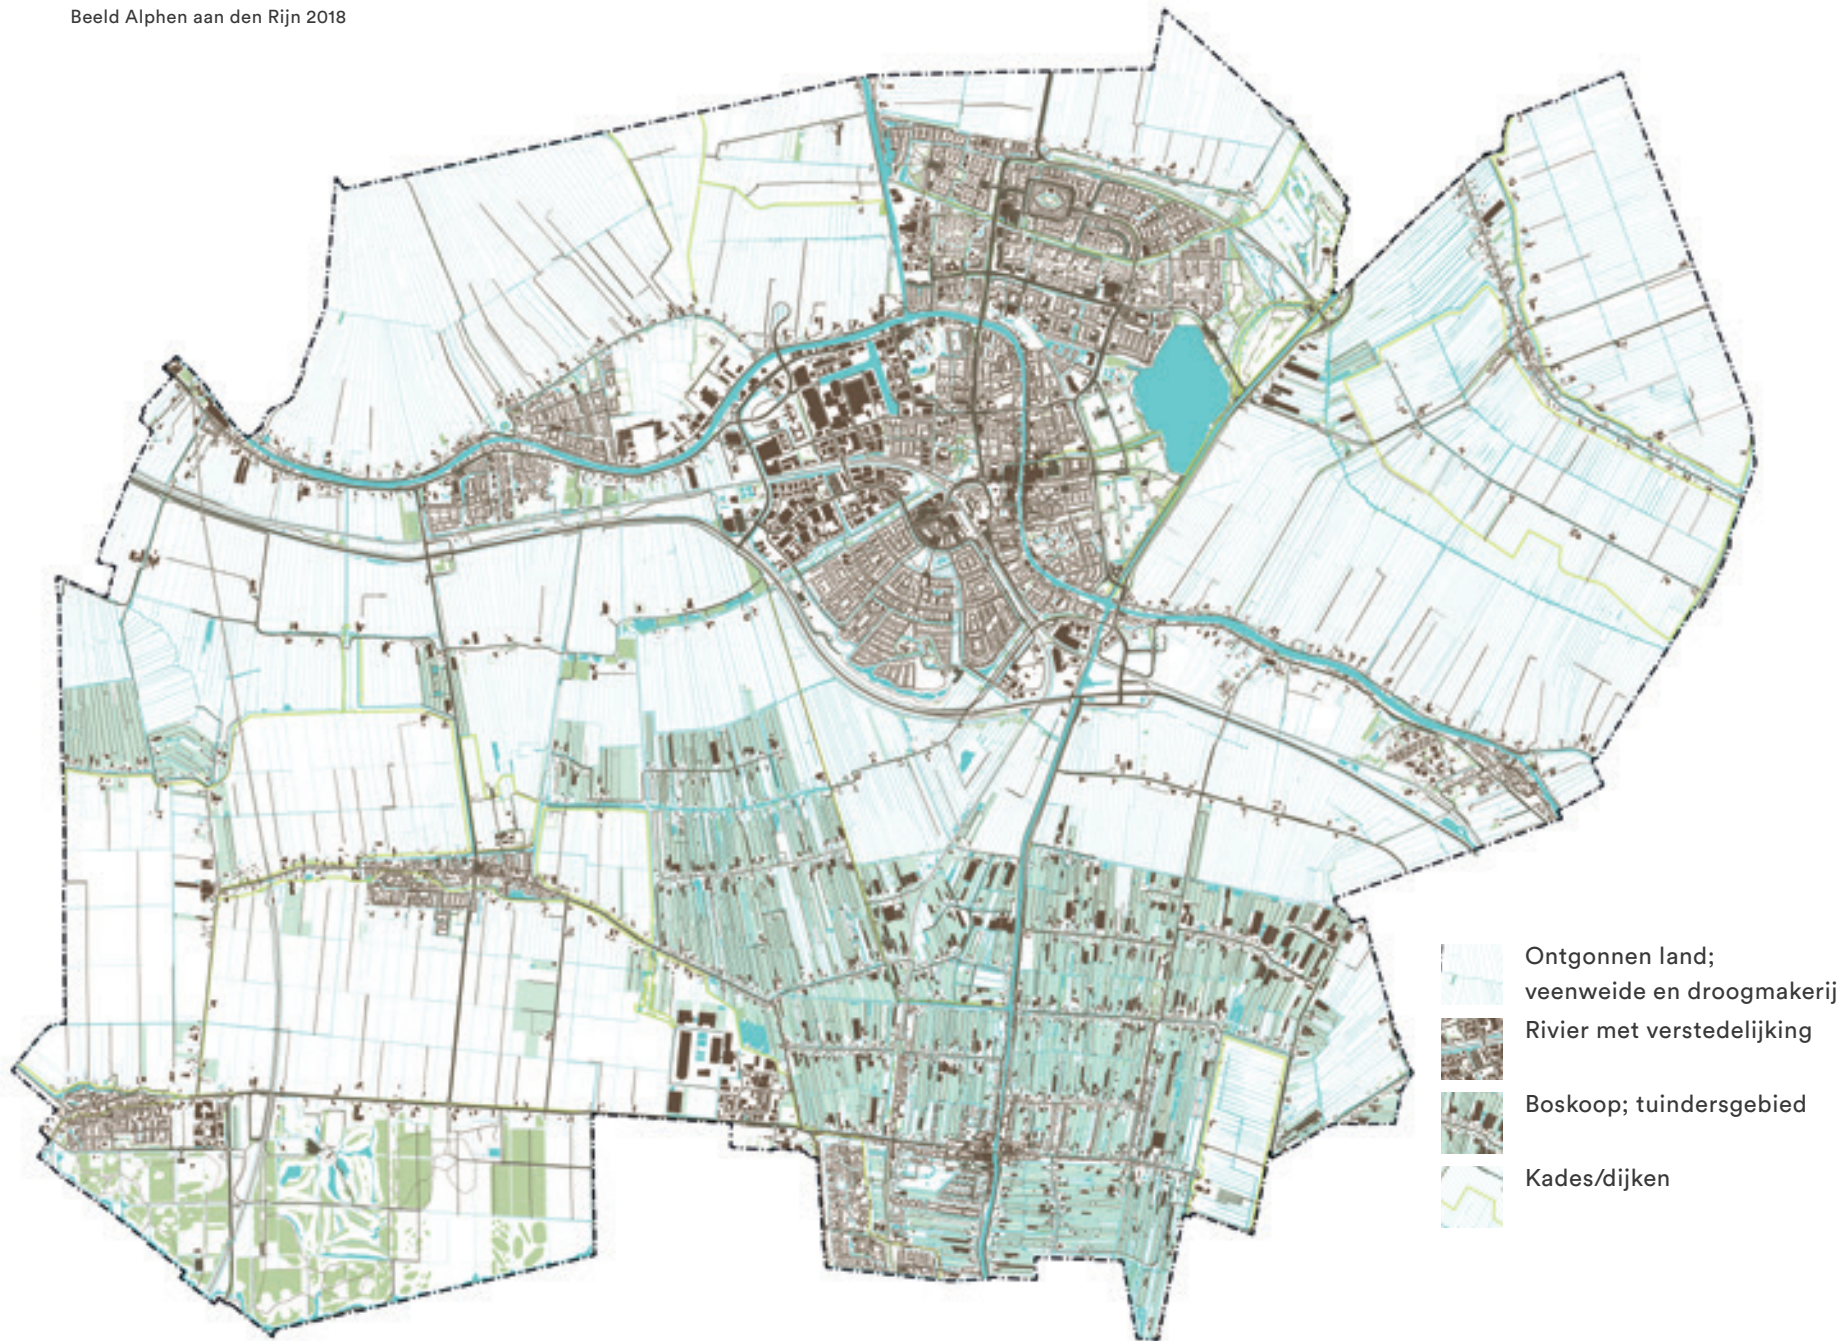 Beeld Alphen aan den Rijn 2018
Ontgonnen land;
veenweide en droogmakerij
Rivier met verstedelijking
Boskoop; tuindersgebied
Kades/dijken